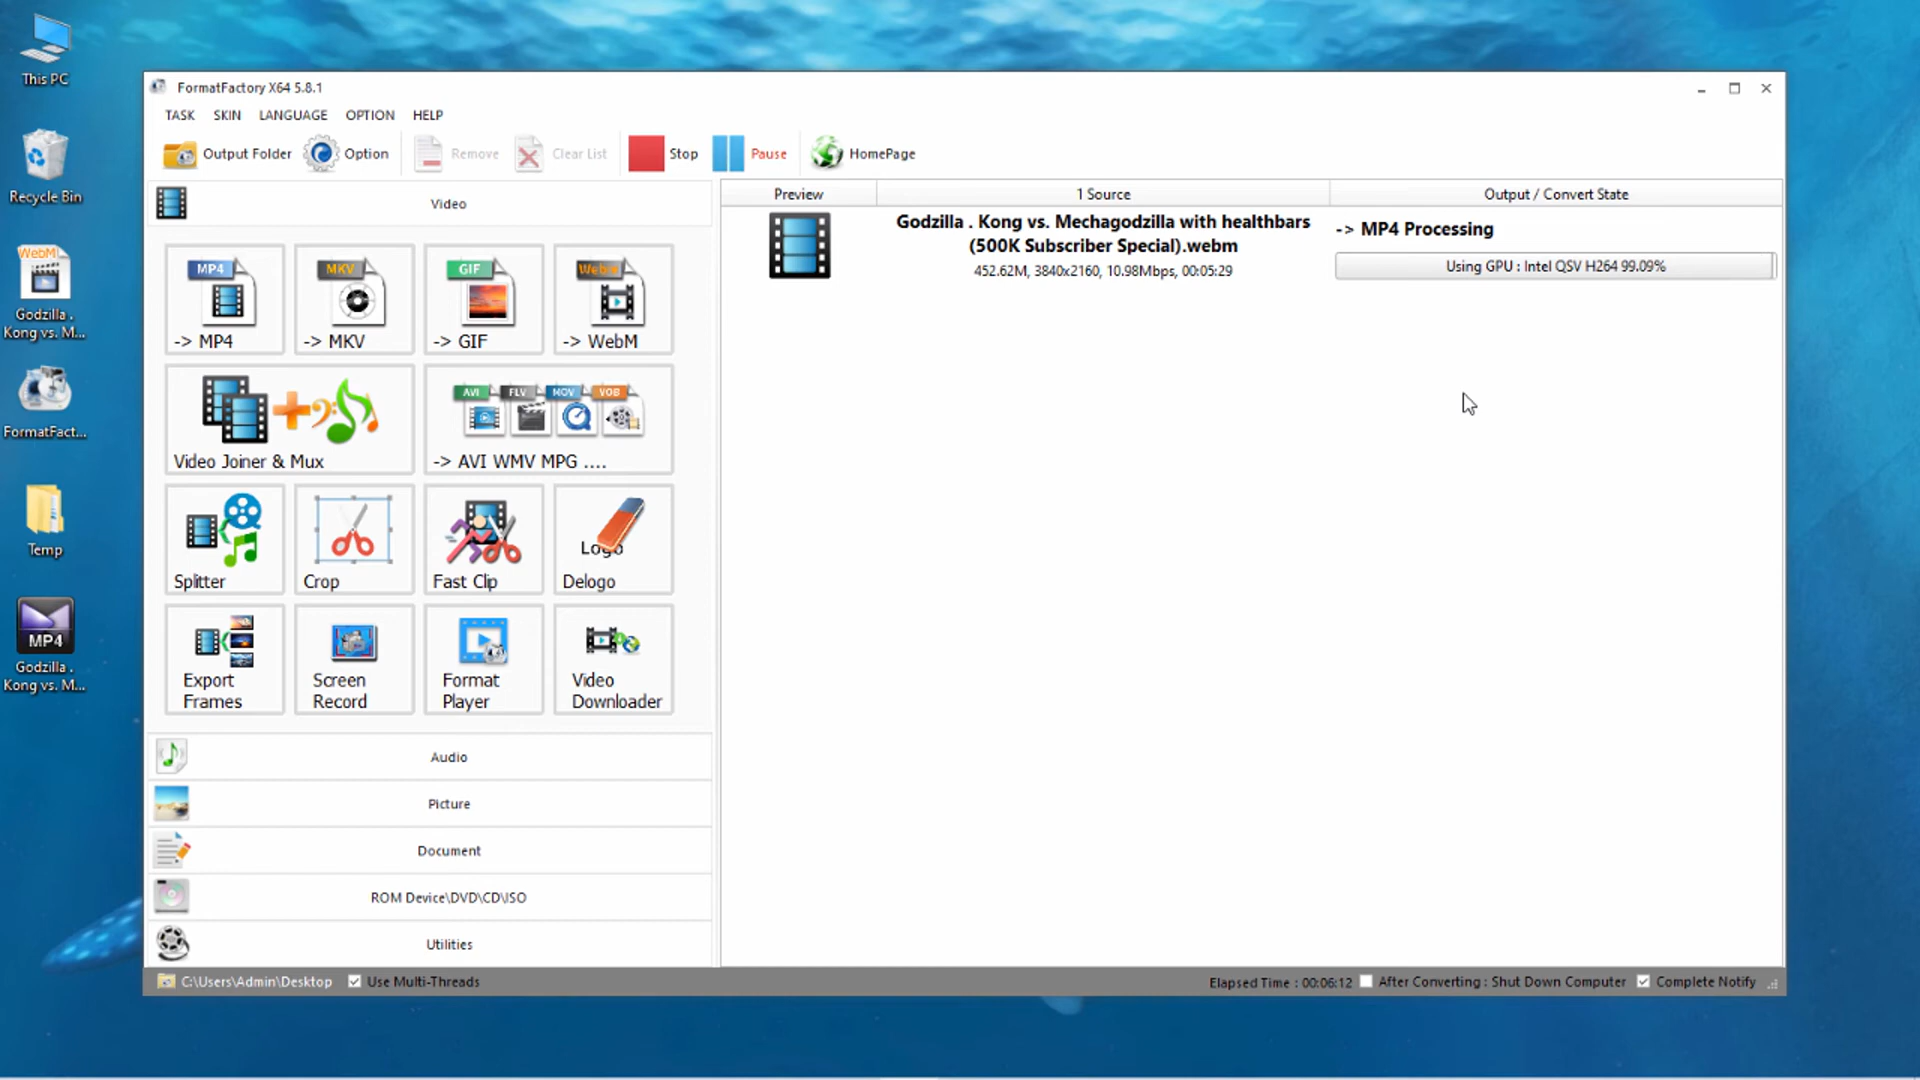 This PC
Recycle Bin
WebM
Godzilla .
Kong vs. M...
FormatFact...
Temp
MP4
Godzilla .
Kong vs. M...
FormatFactory X64 5.8.1
TASK SKIN LANGUAGE OPTION HELP
Output Folder Option Remove Clear List Stop Pause HomePage
Video
MP4
-> MP4
MKV
-> MKV
GIF
-> GIF
WebM
-> WebM
Video Joiner & Mux
AVI FLV MOV VOB
-> AVI WMV MPG ....
Splitter
Crop
Fast Clip
Logo
Delogo
Export
Frames
Screen
Record
Format
Player
Video
Downloader
Audio
Picture
Document
ROM Device\DVD\CD\ISO
Utilities
Preview 1 Source Output / Convert State
Godzilla . Kong vs. Mechagodzilla with healthbars
(500K Subscriber Special).webm
452.62M, 3840x2160, 10.98Mbps, 00:05:29
-> MP4 Processing
Using GPU : Intel QSV H264 99.09%
C:\Users\Admin\Desktop Use Multi-Threads Elapsed Time : 00:06:12 After Converting : Shut Down Computer Complete Notify